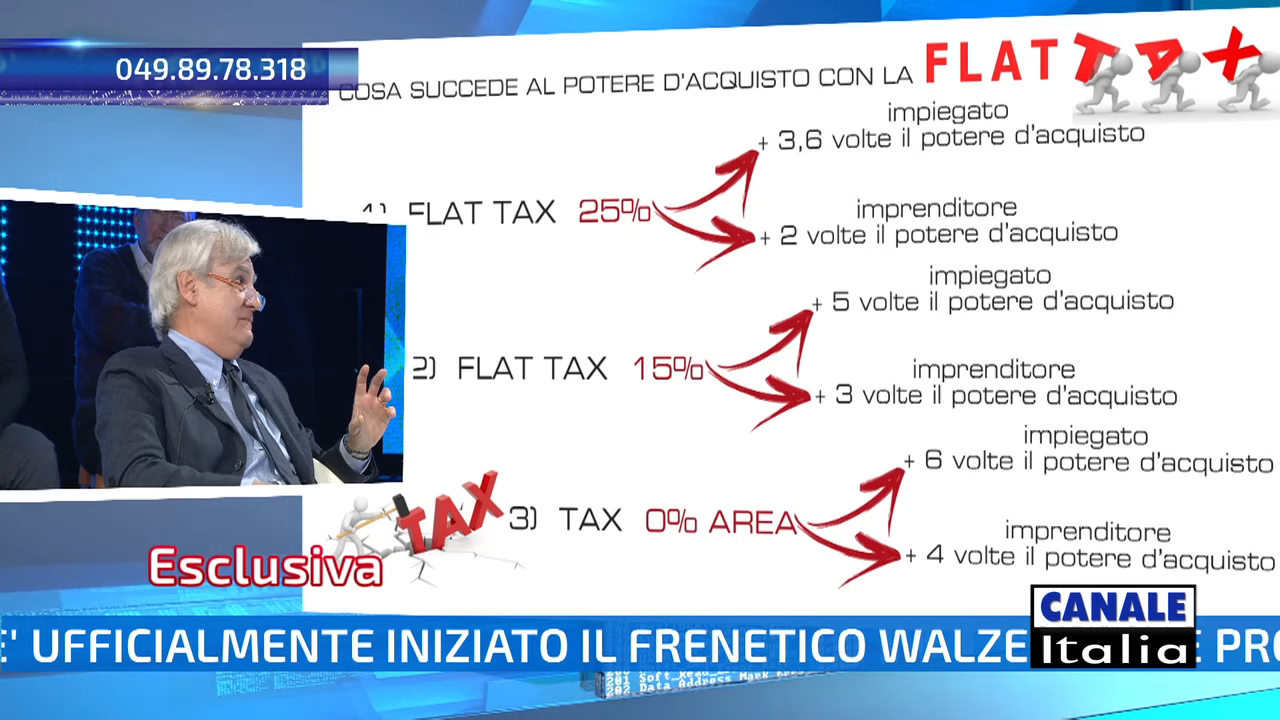 049.89.78.318
COSA SUCCEDE AL POTERE D'ACQUISTO CON LA FLAT TAX
impiegato
+ 3,6 volte il potere d'acquisto
1) FLAT TAX 25%
imprenditore
+ 2 volte il potere d'acquisto
impiegato
+ 5 volte il potere d'acquisto
2) FLAT TAX 15%
imprenditore
+ 3 volte il potere d'acquisto
impiegato
+ 6 volte il potere d'acquisto
TAX
3) TAX 0% AREA
imprenditore
+ 4 volte il potere d'acquisto
Esclusiva
CANALE
Italia
E' UFFICIALMENTE INIZIATO IL FRENETICO WALZE